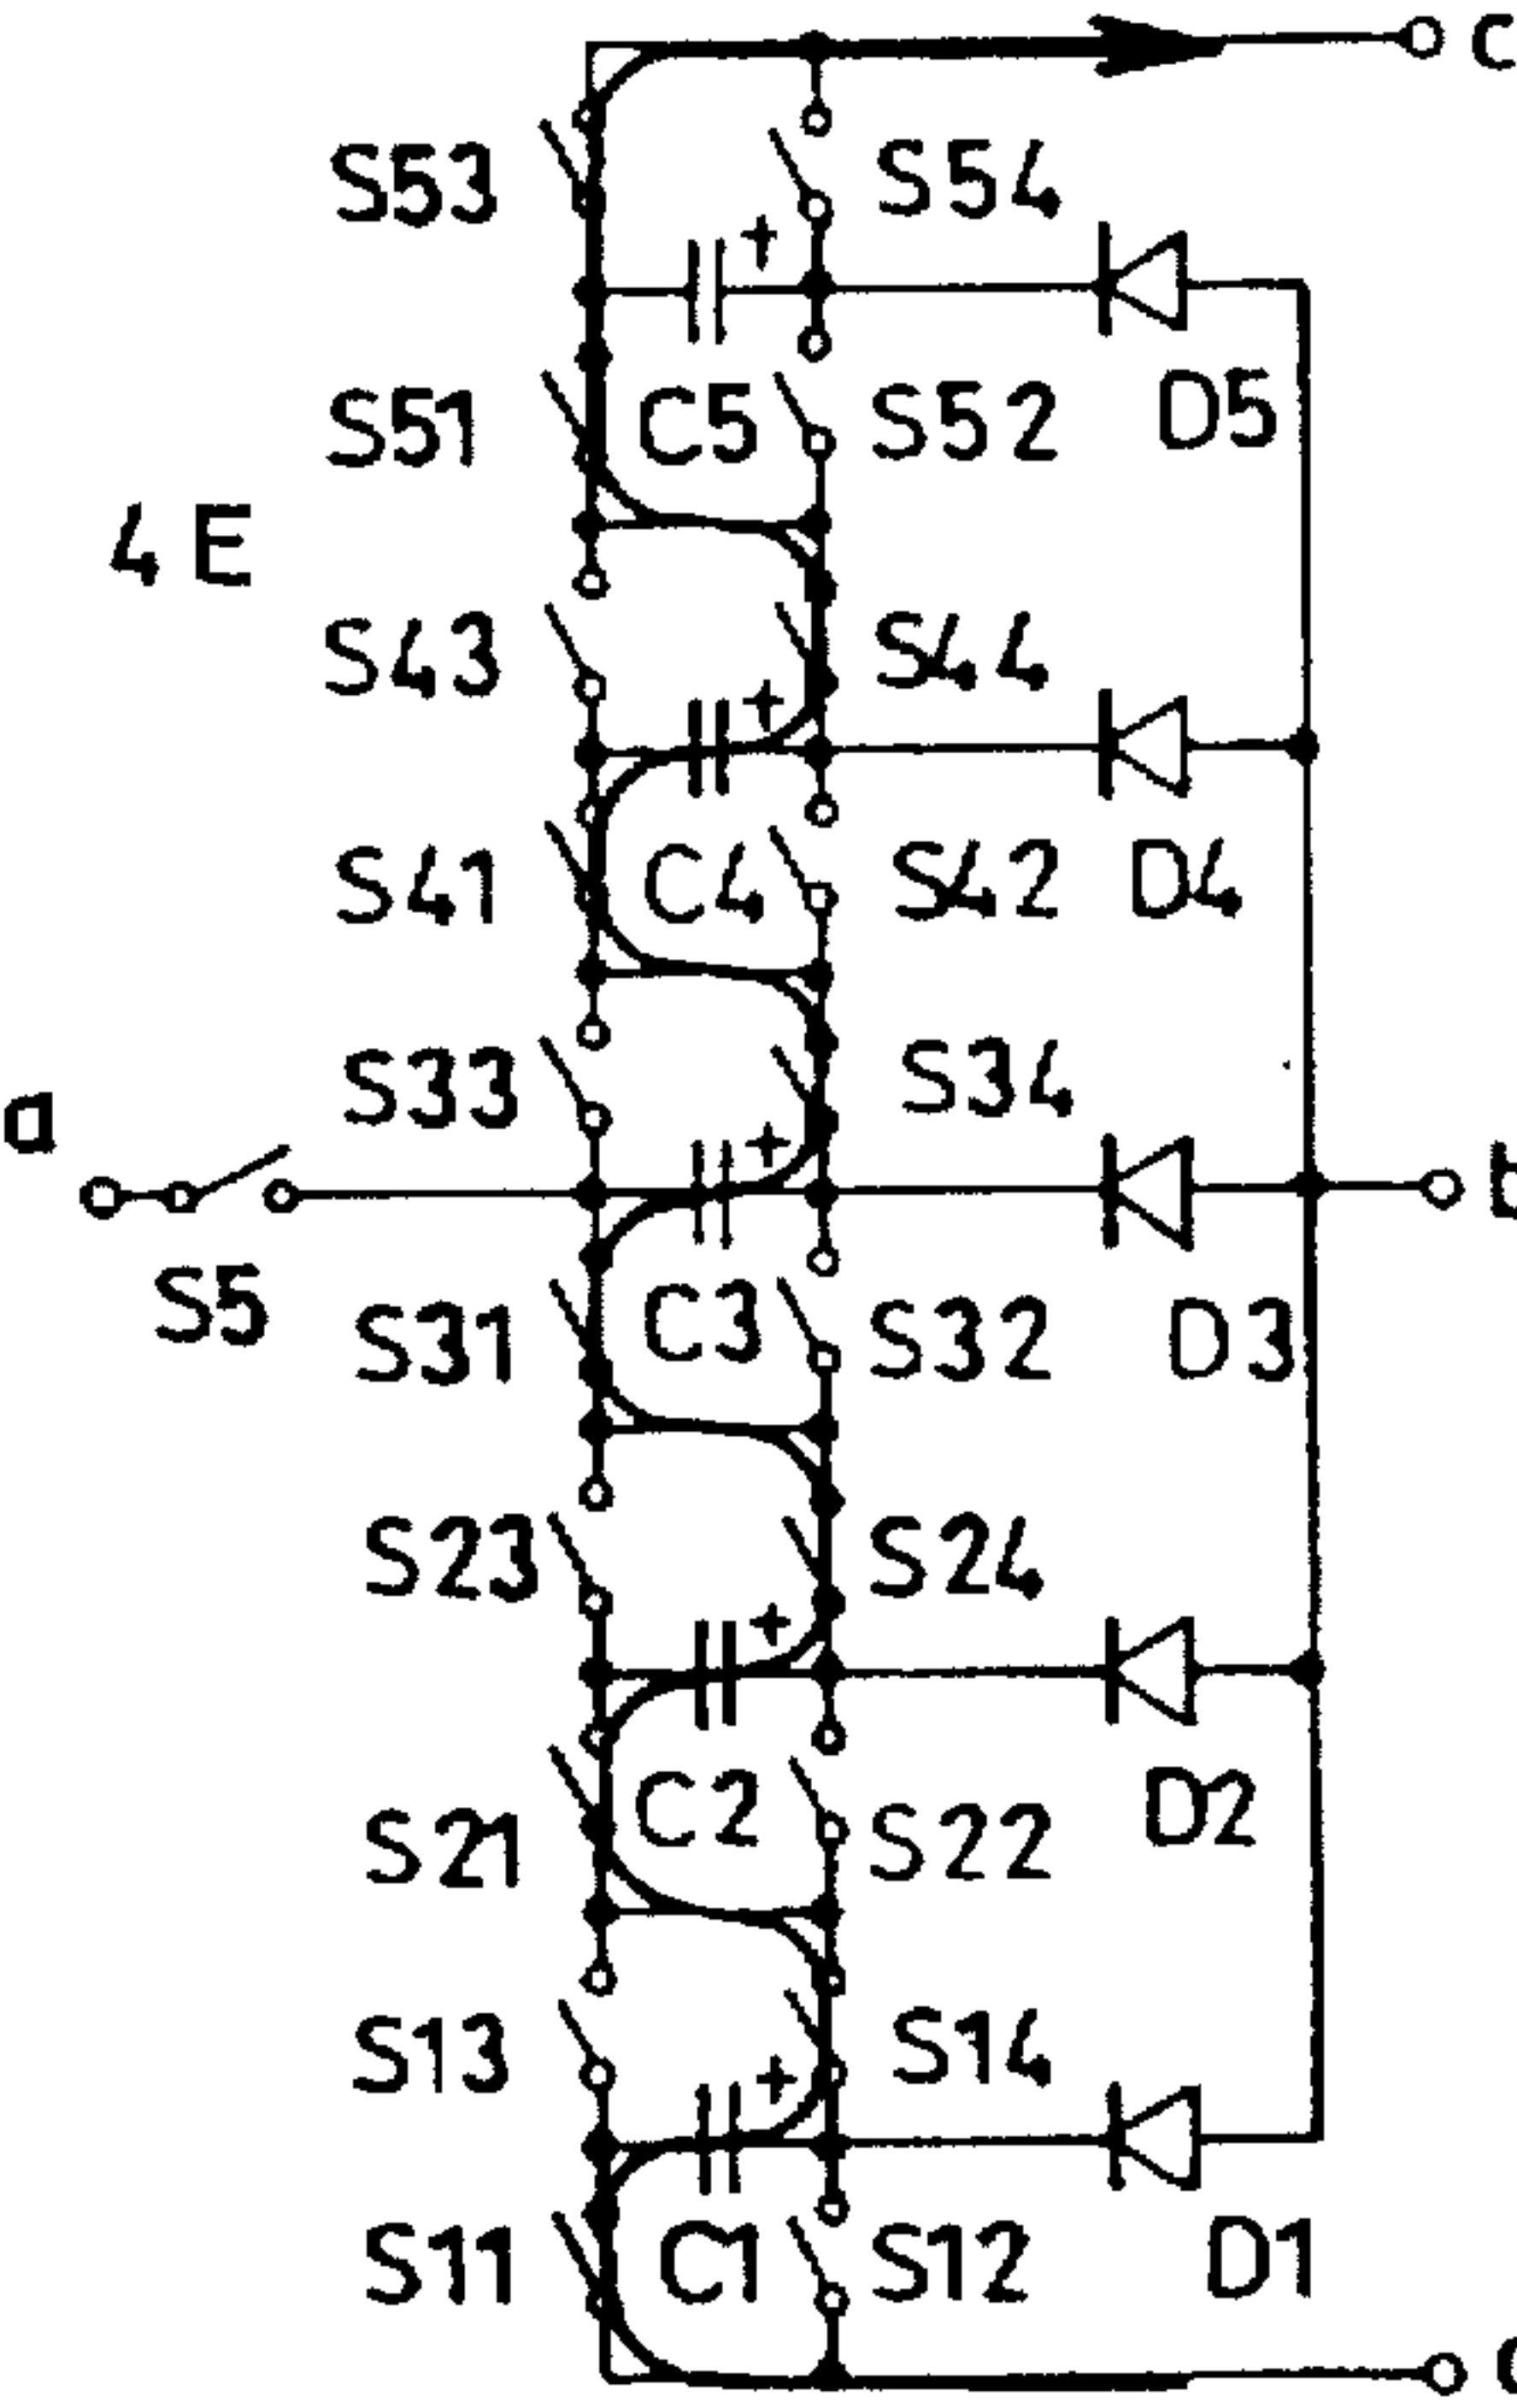 S53 S54
+
S51 C5 S52 D5
4 E
S43 S44
+
S41 C4 S42 D4
S33 S34
a
+
S5 S31 C3 S32 D3
S23 S24
+
S21 C2 S22 D2
S13 S14
+
S11 C1 S12 D1